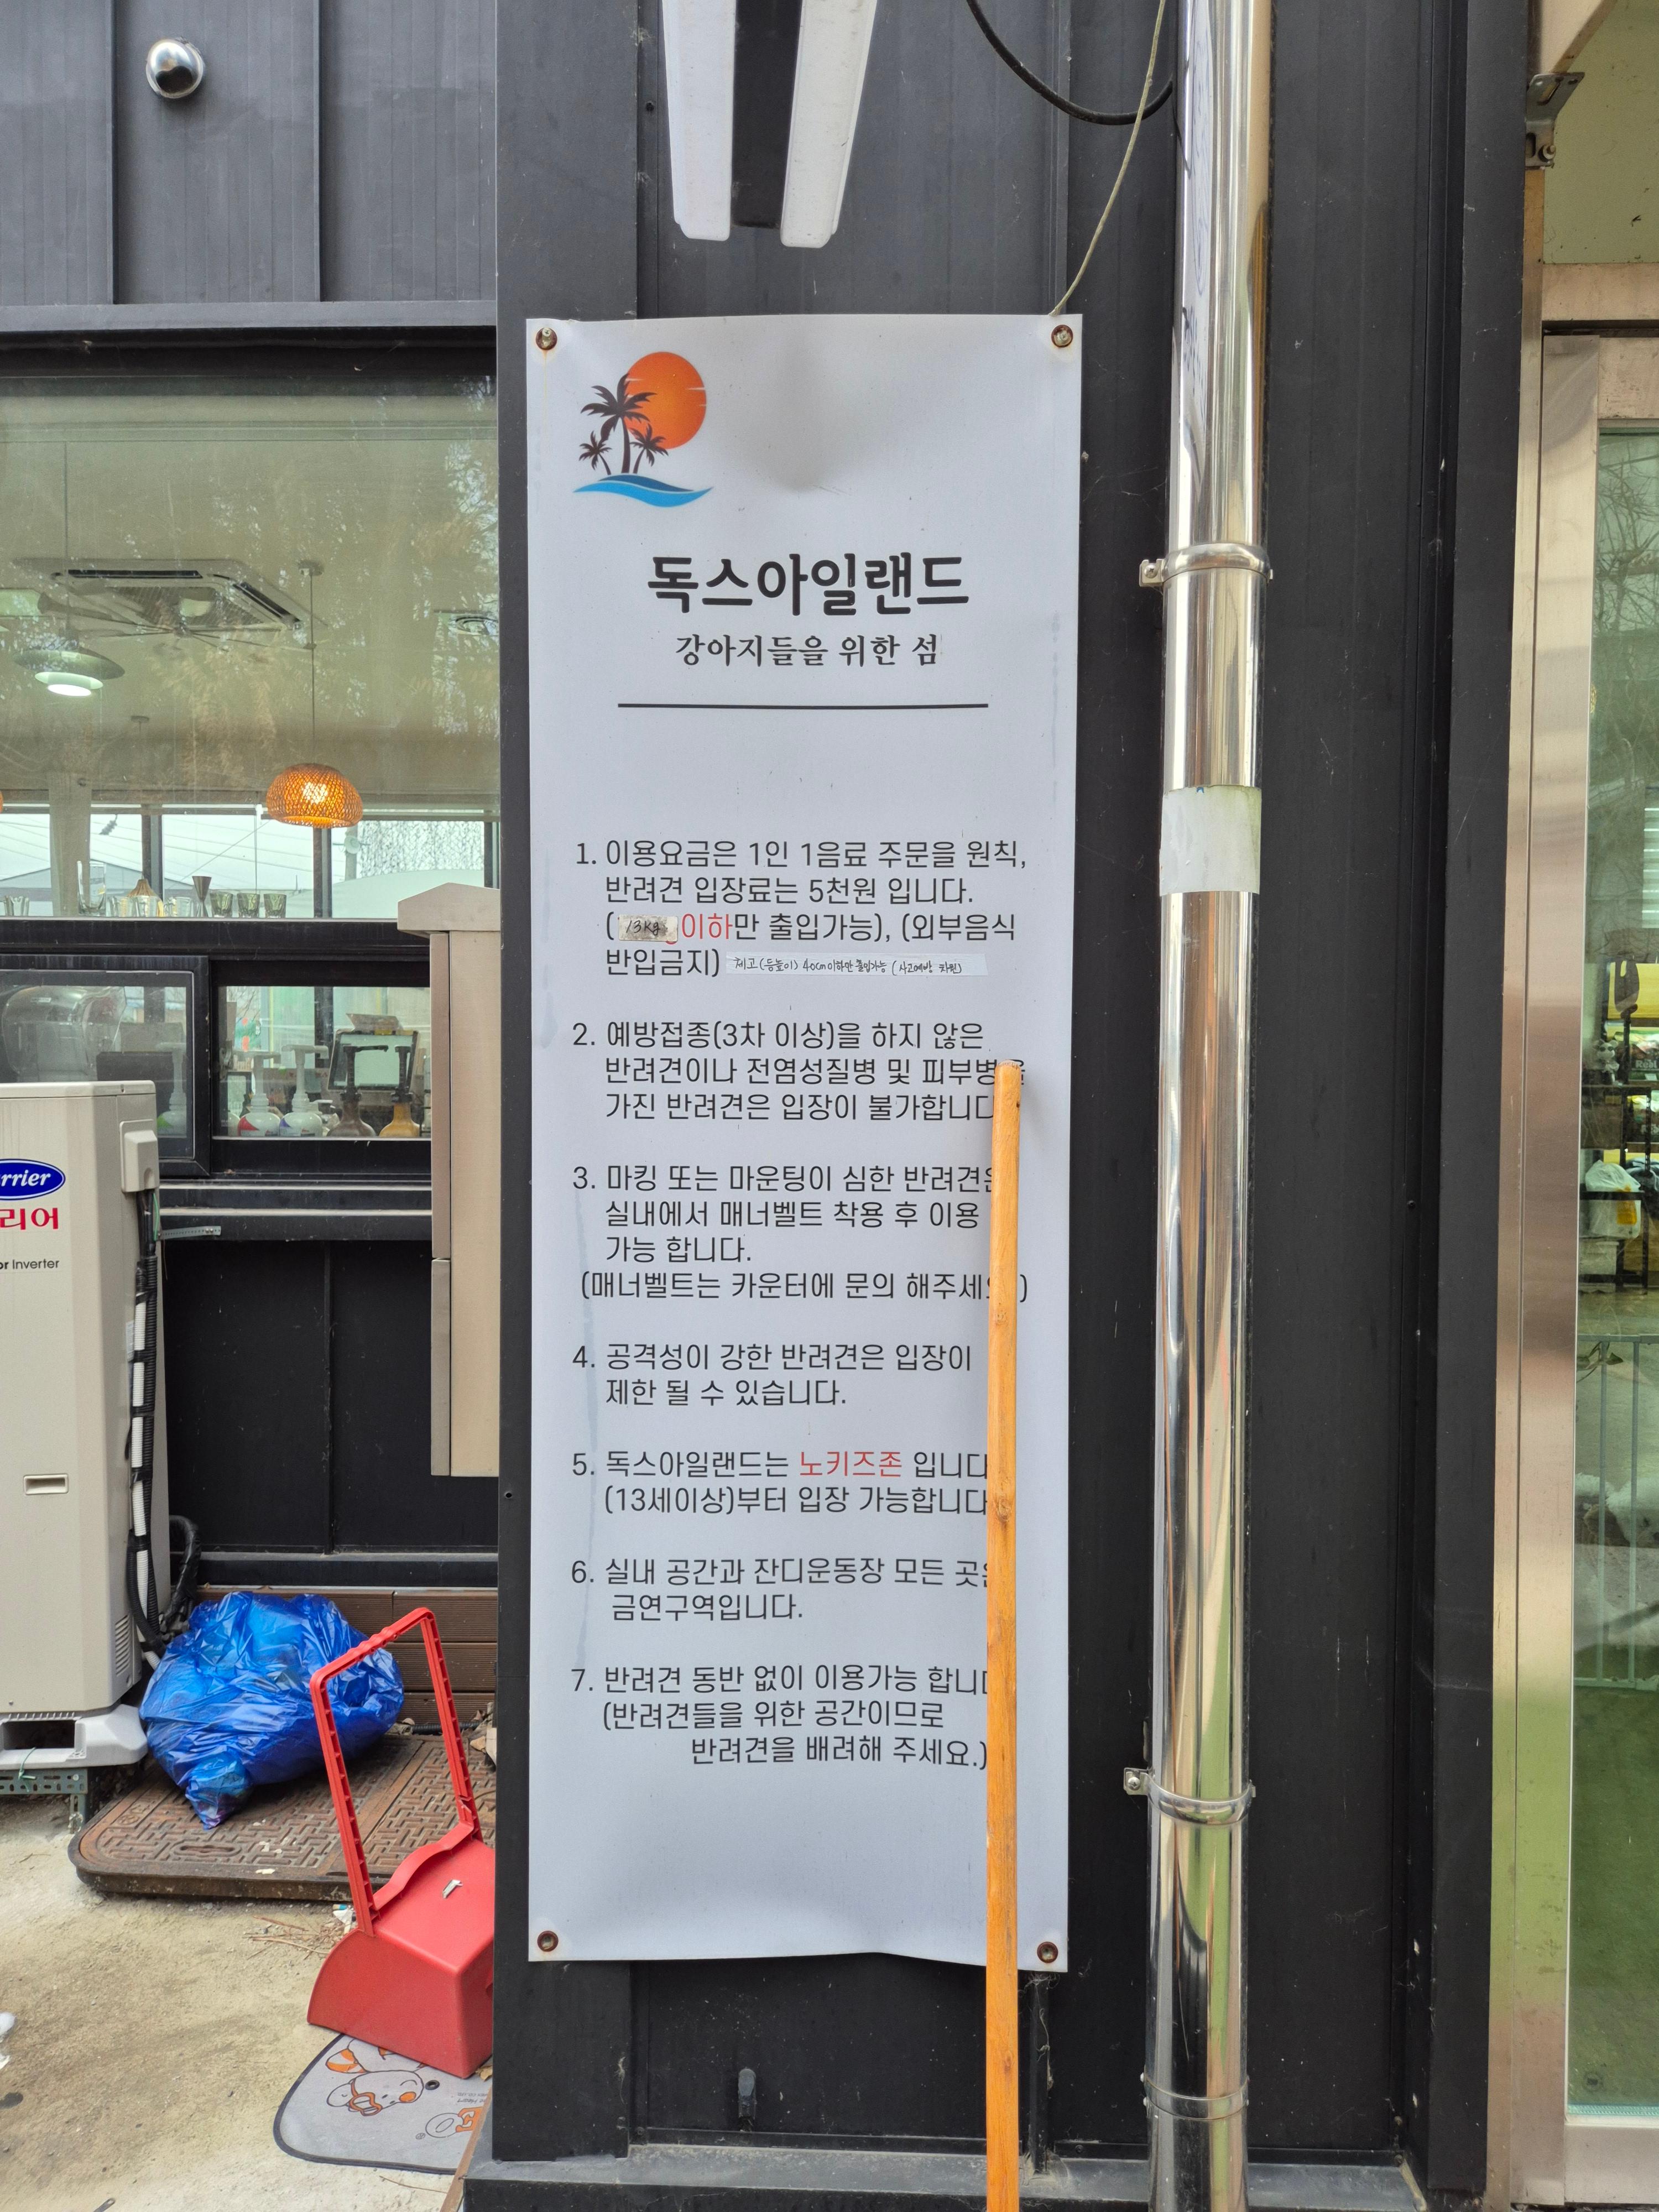 독스아일랜드
강아지들을 위한 섬
1. 이용요금은 1인 1음료 주문을 원칙,
반려견 입장료는 5천원 입니다.
(13kg이하만 출입가능), (외부음식
반입금지) 체고(등높이) 40cm이하만 출입가능 (사고예방 차원)
2. 예방접종(3차 이상)을 하지 않은
반려견이나 전염성질병 및 피부병을
가진 반려견은 입장이 불가합니다
3. 마킹 또는 마운팅이 심한 반려견은
실내에서 매너벨트 착용 후 이용
가능 합니다.
(매너벨트는 카운터에 문의 해주세요)
4. 공격성이 강한 반려견은 입장이
제한 될 수 있습니다.
5. 독스아일랜드는 노키즈존 입니다
(13세이상)부터 입장 가능합니다
6. 실내 공간과 잔디운동장 모든 곳은
금연구역입니다.
7. 반려견 동반 없이 이용가능 합니다
(반려견들을 위한 공간이므로
반려견을 배려해 주세요.)
rrier
리어
or Inverter